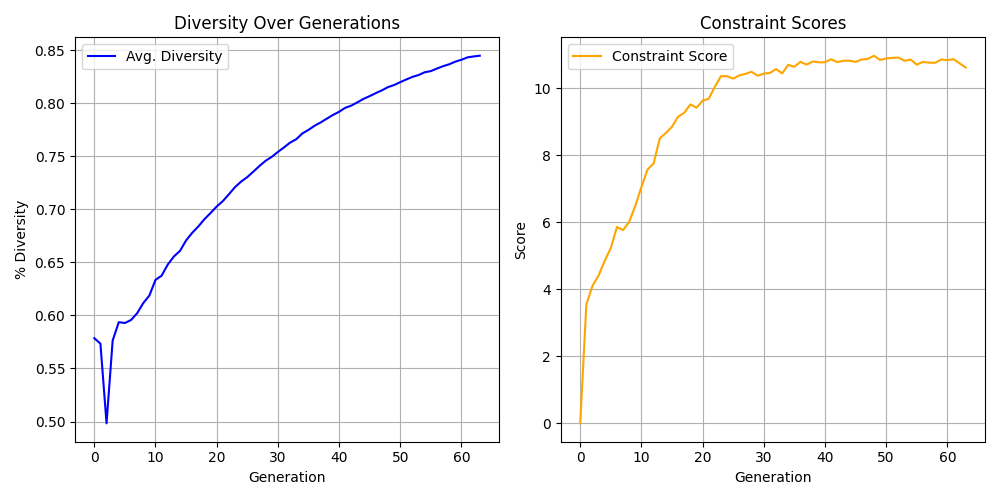 Diversity Over Generations
Avg. Diversity
0.85
0.80
0.75
0.70
0.65
0.60
0.55
0.50
% Diversity
0 10 20 30 40 50 60
Generation
Constraint Scores
Constraint Score
10
8
6
4
2
0
Score
0 10 20 30 40 50 60
Generation